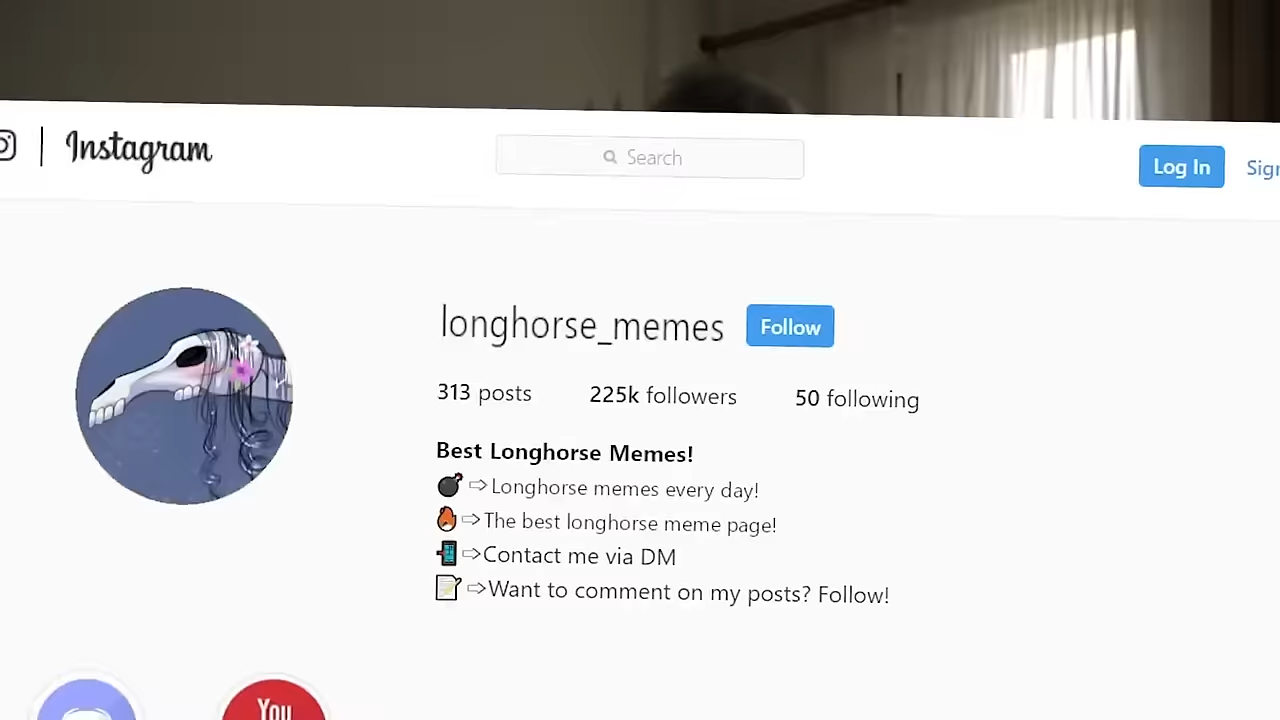 Instagram
Search
Log In
longhorse_memes Follow
313 posts 225k followers 50 following
Best Longhorse Memes!
💣⇨Longhorse memes every day!
🔥⇨The best longhorse meme page!
📲⇨Contact me via DM
📝⇨Want to comment on my posts? Follow!
You